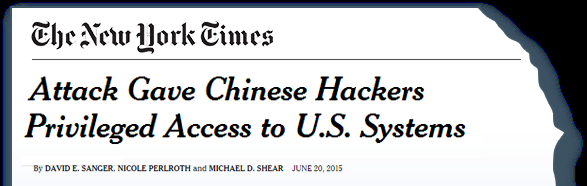 The New York Times
Attack Gave Chinese Hackers
Privileged Access to U.S. Systems
By DAVID E. SANGER, NICOLE PERLROTH and MICHAEL D. SHEAR JUNE 20, 2015